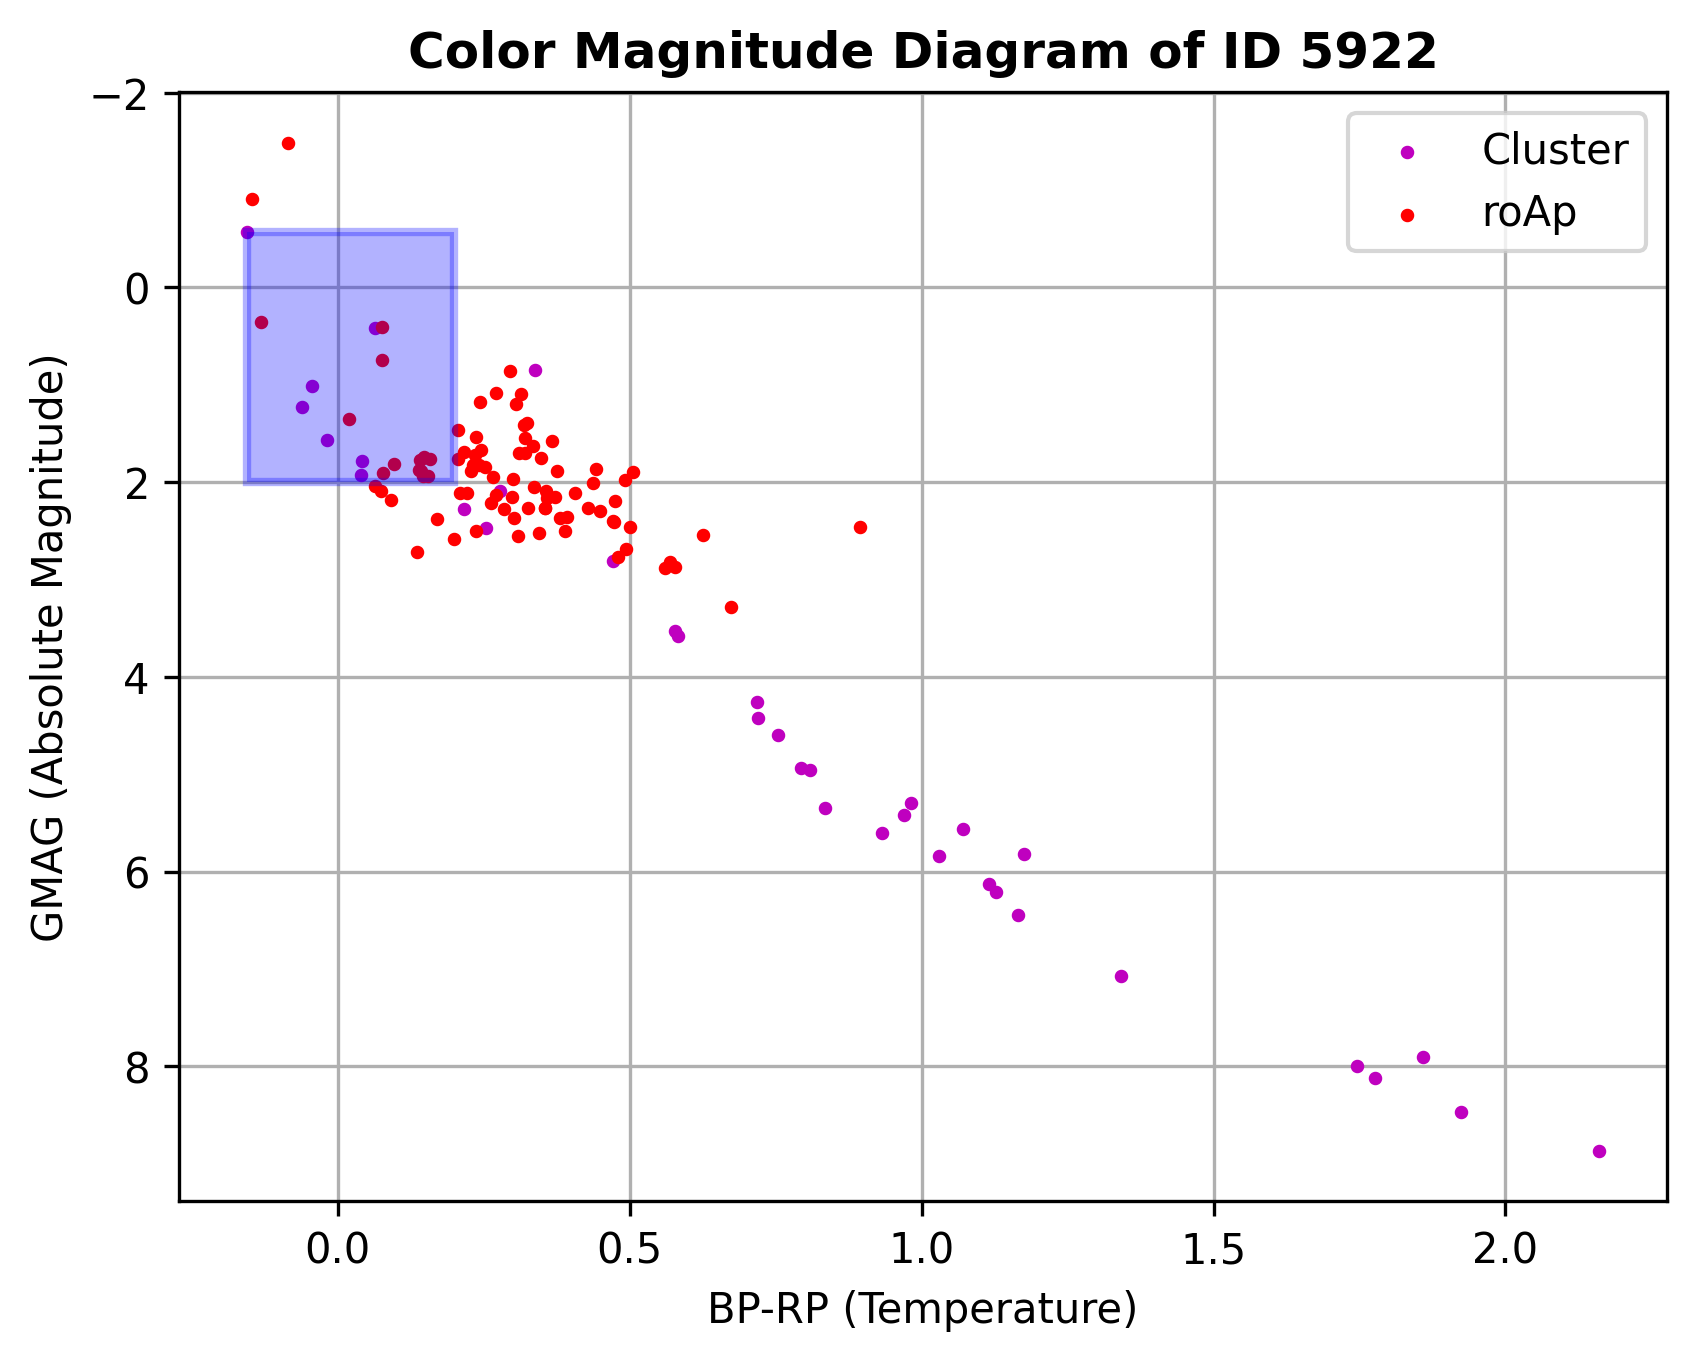 Color Magnitude Diagram of ID 5922
Cluster
roAp
−2
0
2
4
6
8
GMAG (Absolute Magnitude)
0.0 0.5 1.0 1.5 2.0
BP-RP (Temperature)